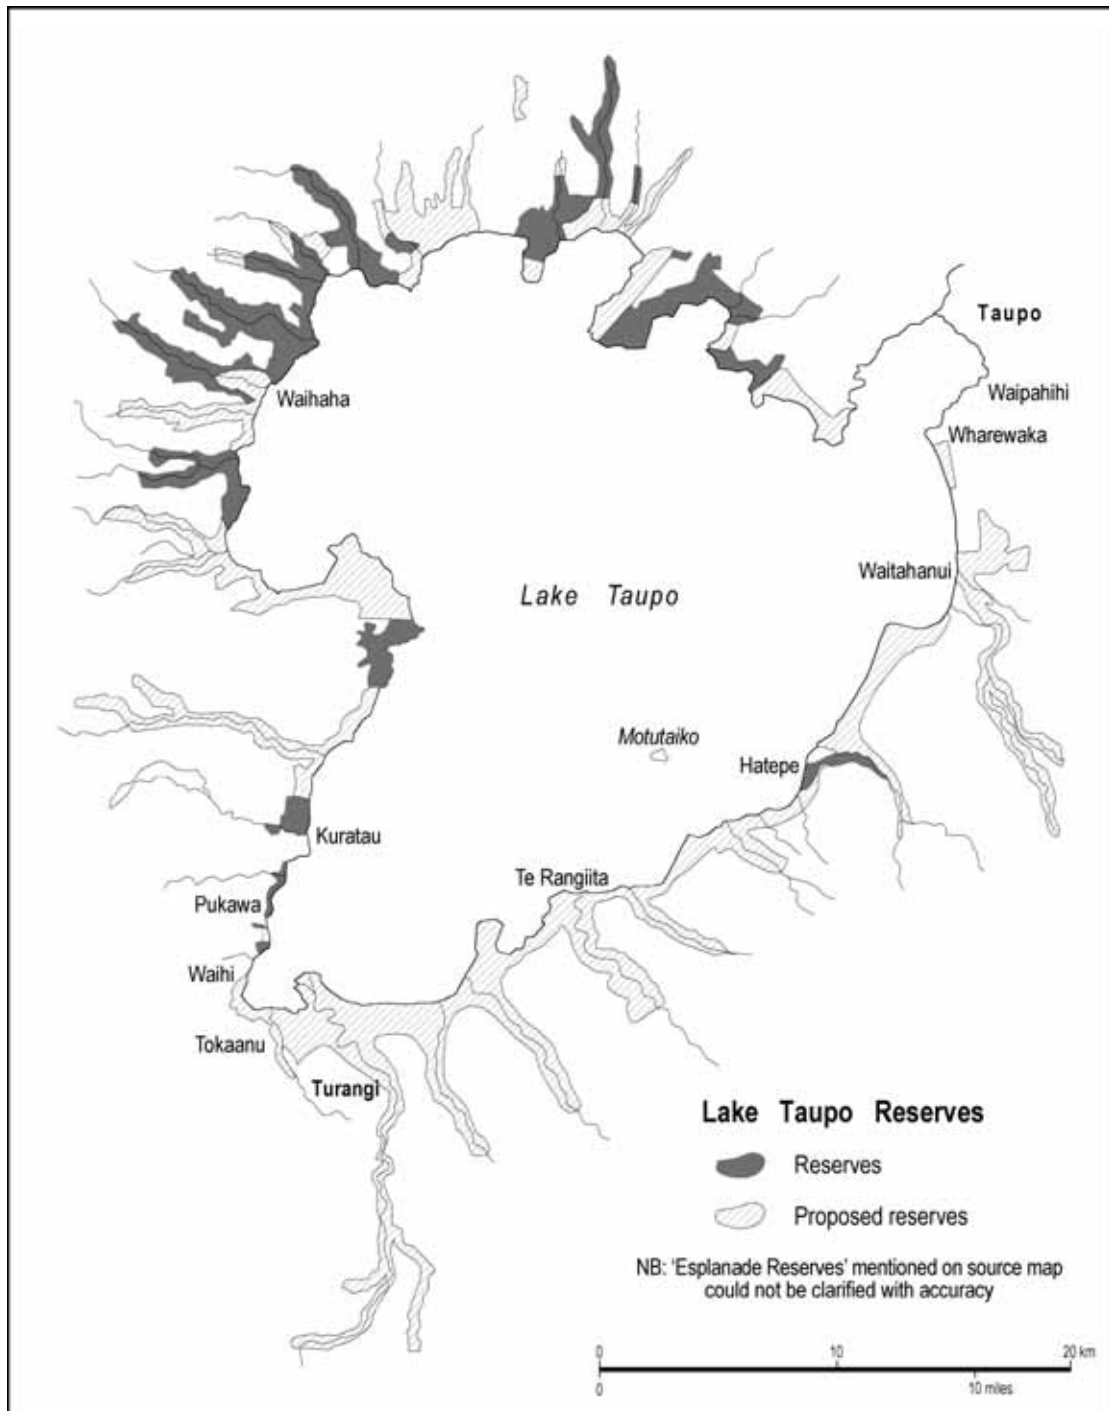 Taupo
Waipahihi
Waihaha
Wharewaka
Waitahanui
Lake Taupo
Motutaiko
Hatepe
Kuratau
Te Rangiita
Pukawa
Waihi
Tokaanu
Turangi
Lake Taupo Reserves
Reserves
Proposed reserves
NB: 'Esplanade Reserves' mentioned on source map
could not be clarified with accuracy
0 10 20 km
0 10 miles